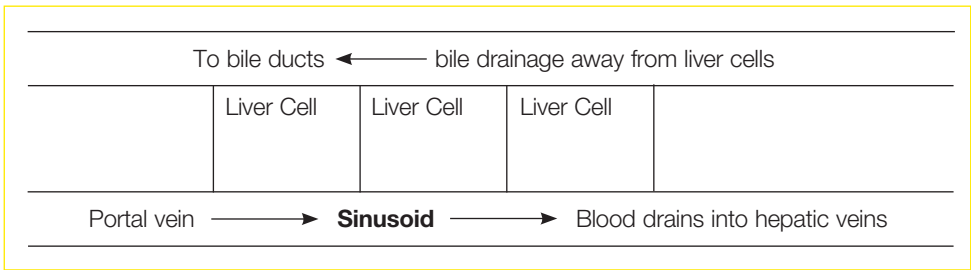 To bile ducts ← bile drainage away from liver cells
Liver Cell Liver Cell Liver Cell
Portal vein → Sinusoid → Blood drains into hepatic veins